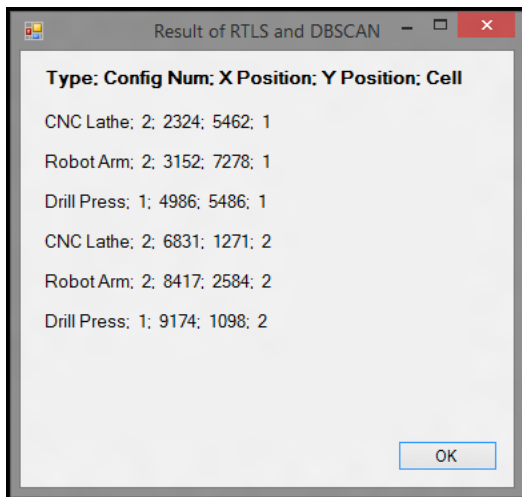 Result of RTLS and DBSCAN
Type; Config Num; X Position; Y Position; Cell
CNC Lathe; 2; 2324; 5462; 1
Robot Arm; 2; 3152; 7278; 1
Drill Press; 1; 4986; 5486; 1
CNC Lathe; 2; 6831; 1271; 2
Robot Arm; 2; 8417; 2584; 2
Drill Press; 1; 9174; 1098; 2
OK